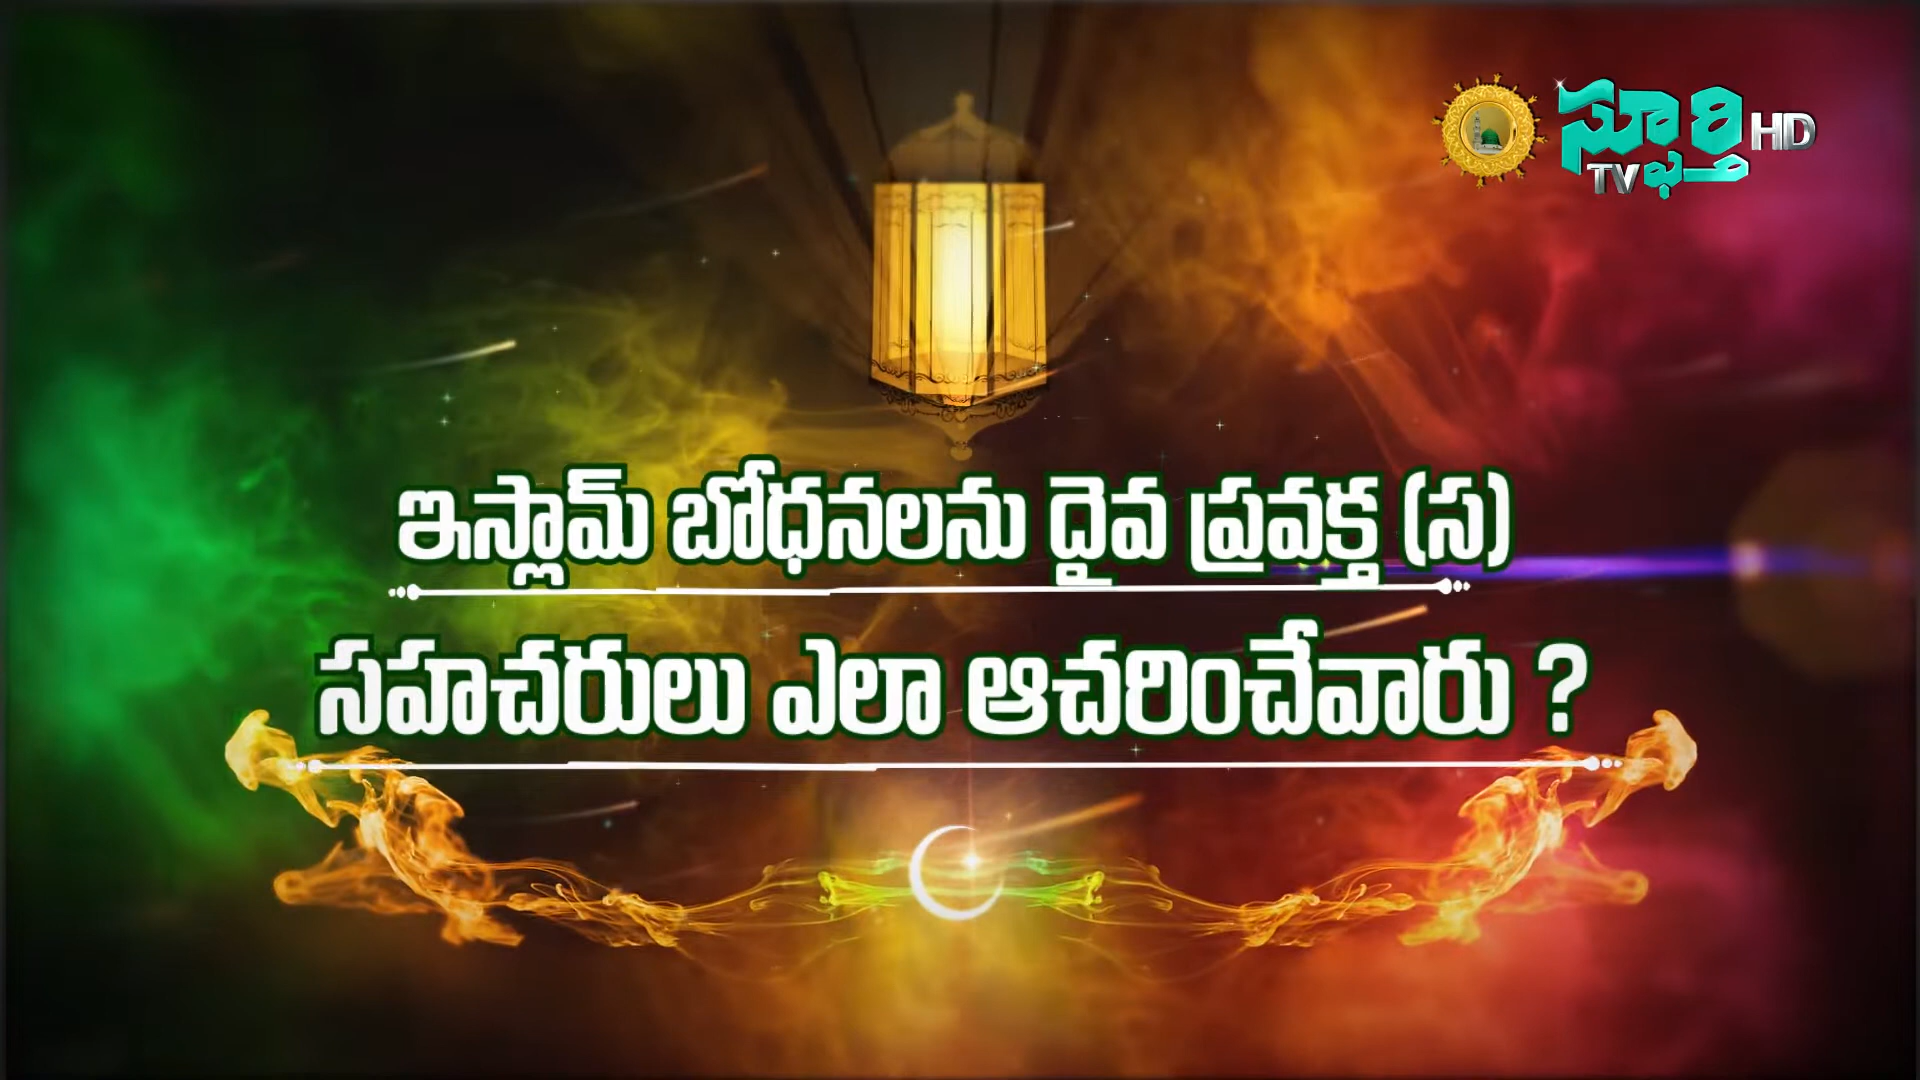 స్ఫూర్తి HD
TV
ఇస్లామ్ బోధనలను దైవ ప్రవక్త (స)
సహచరులు ఎలా ఆచరించేవారు ?